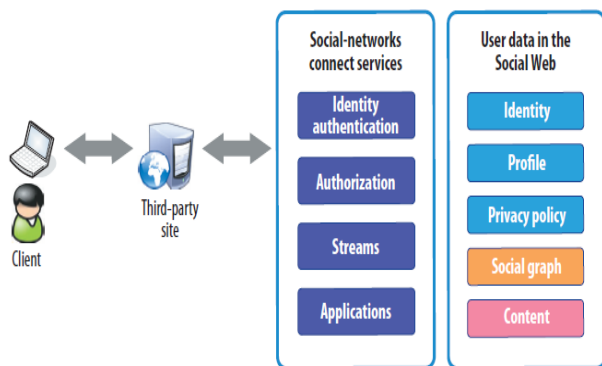 Social-networks
connect services
Identity
authentication
Authorization
Streams
Applications
User data in the
Social Web
Identity
Profile
Privacy policy
Social graph
Content
Third-party
site
Client